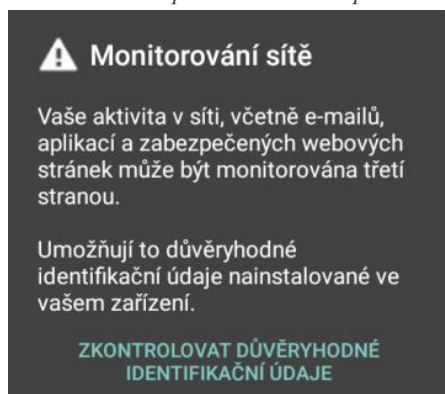 Monitorování sítě
Vaše aktivita v síti, včetně e-mailů,
aplikací a zabezpečených webových
stránek může být monitorována třetí
stranou.
Umožňují to důvěryhodné
identifikační údaje nainstalované ve
vašem zařízení.
ZKONTROLOVAT DŮVĚRYHODNÉ
IDENTIFIKAČNÍ ÚDAJE